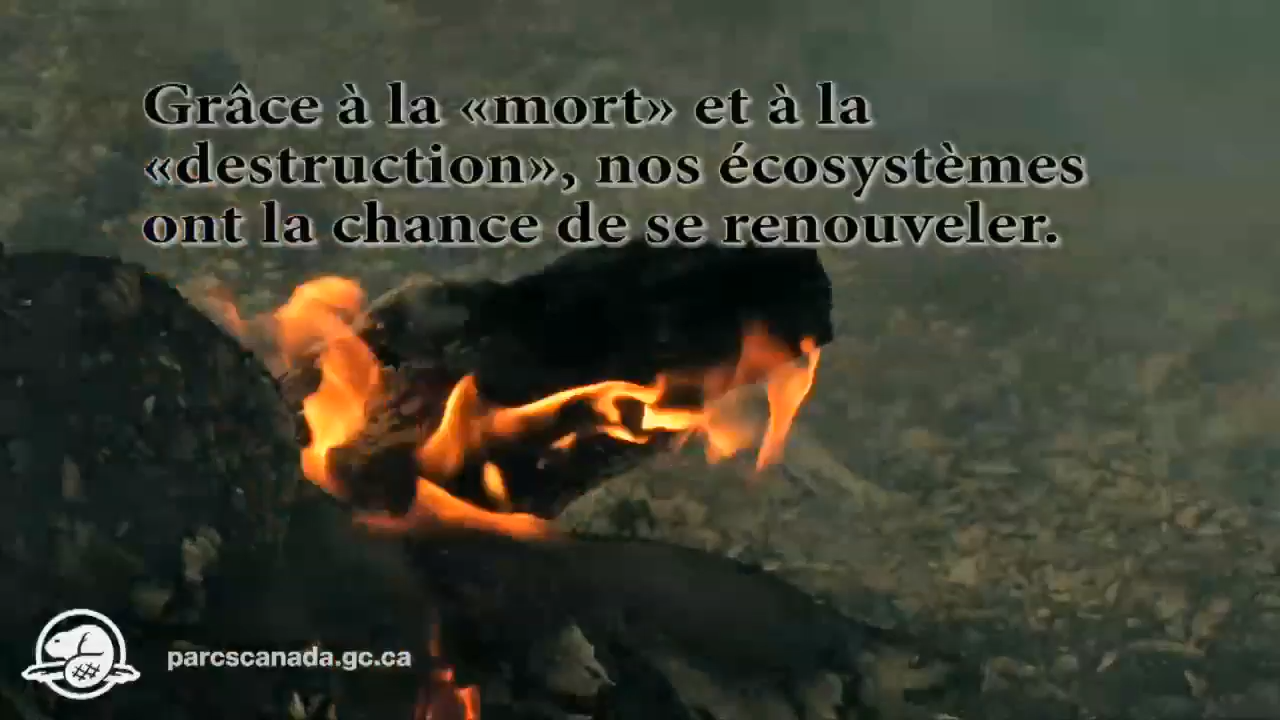 Grâce à la «mort» et à la
«destruction», nos écosystèmes
ont la chance de se renouveler.
parcscanada.gc.ca